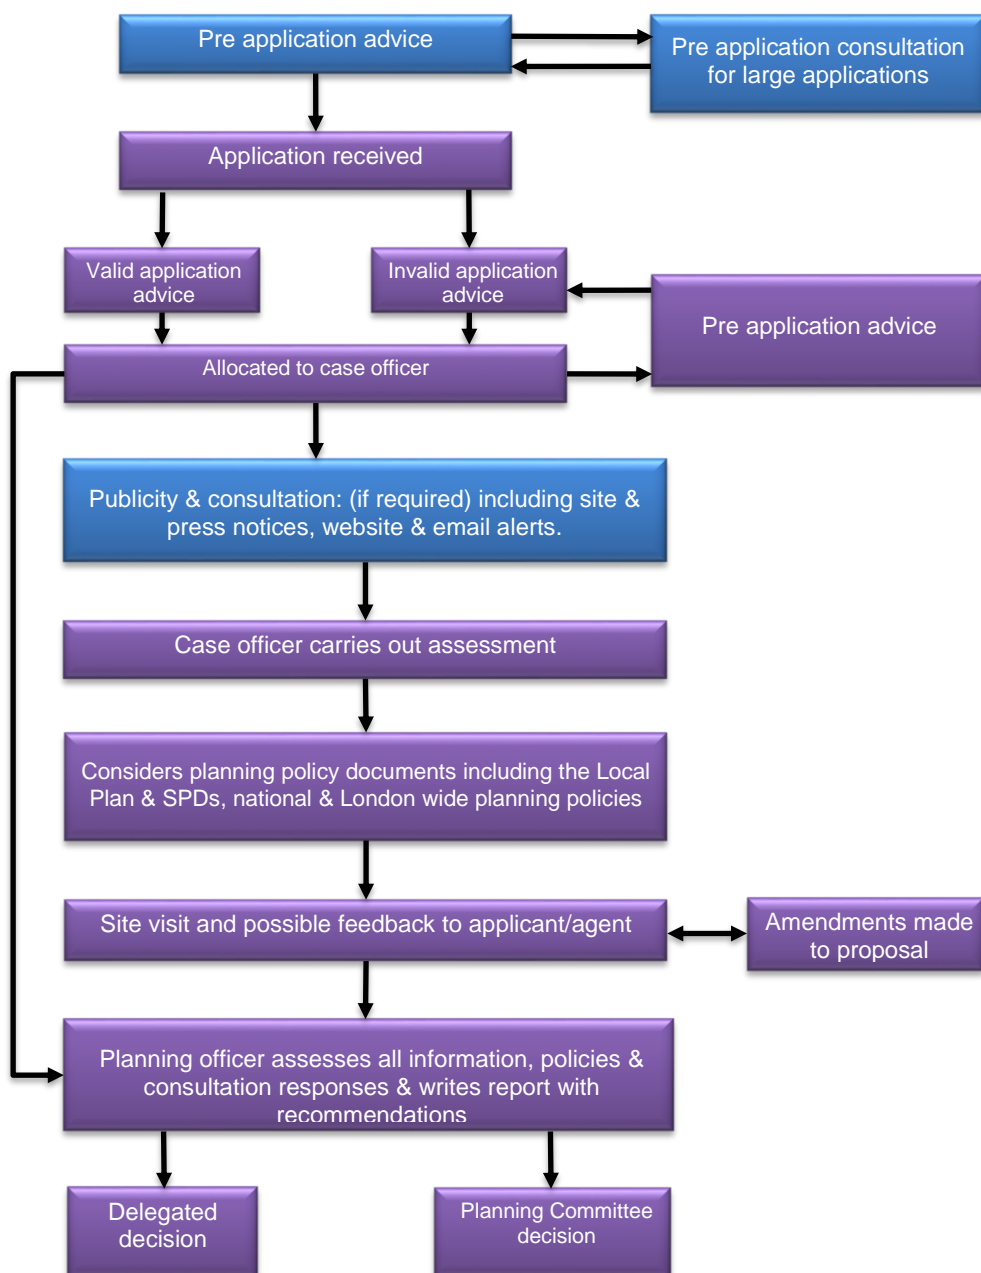 Pre application advice
Pre application consultation
for large applications
Application received
Valid application
advice
Invalid application
advice
Pre application advice
Allocated to case officer
Publicity & consultation: (if required) including site &
press notices, website & email alerts.
Case officer carries out assessment
Considers planning policy documents including the Local
Plan & SPDs, national & London wide planning policies
Site visit and possible feedback to applicant/agent
Amendments made
to proposal
Planning officer assesses all information, policies &
consultation responses & writes report with
recommendations
Delegated
decision
Planning Committee
decision